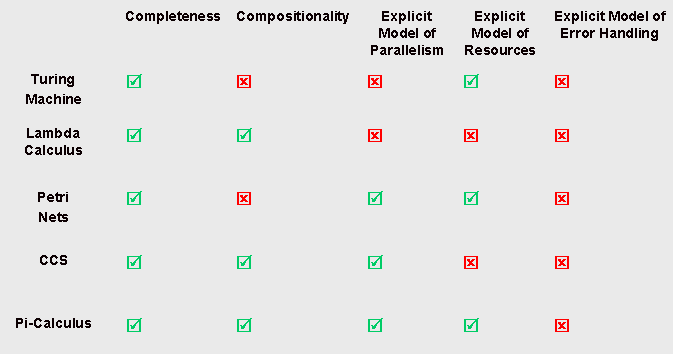 Completeness
Compositionality
Explicit
Model of
Parallelism
Explicit
Model of
Resources
Explicit Model of
Error Handling
Turing
Machine
Lambda
Calculus
Petri
Nets
CCS
Pi-Calculus